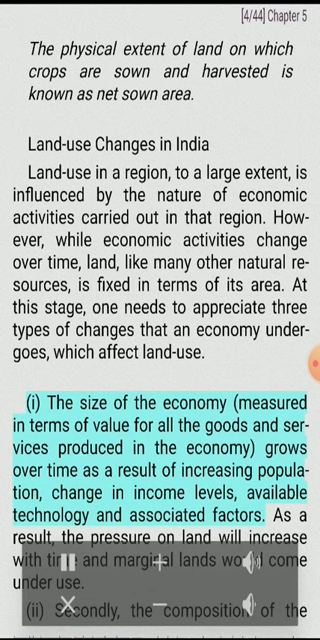 [4/44] Chapter 5
The physical extent of land on which
crops are sown and harvested is
known as net sown area.
Land-use Changes in India
Land-use in a region, to a large extent, is
influenced by the nature of economic
activities carried out in that region. How-
ever, while economic activities change
over time, land, like many other natural re-
sources, is fixed in terms of its area. At
this stage, one needs to appreciate three
types of changes that an economy under-
goes, which affect land-use.
(i) The size of the economy (measured
in terms of value for all the goods and ser-
vices produced in the economy) grows
over time as a result of increasing popula-
tion, change in income levels, available
technology and associated factors. As a
result, the pressure on land will increase
with time and marginal lands would come
under use.
(ii) Secondly, the composition of the